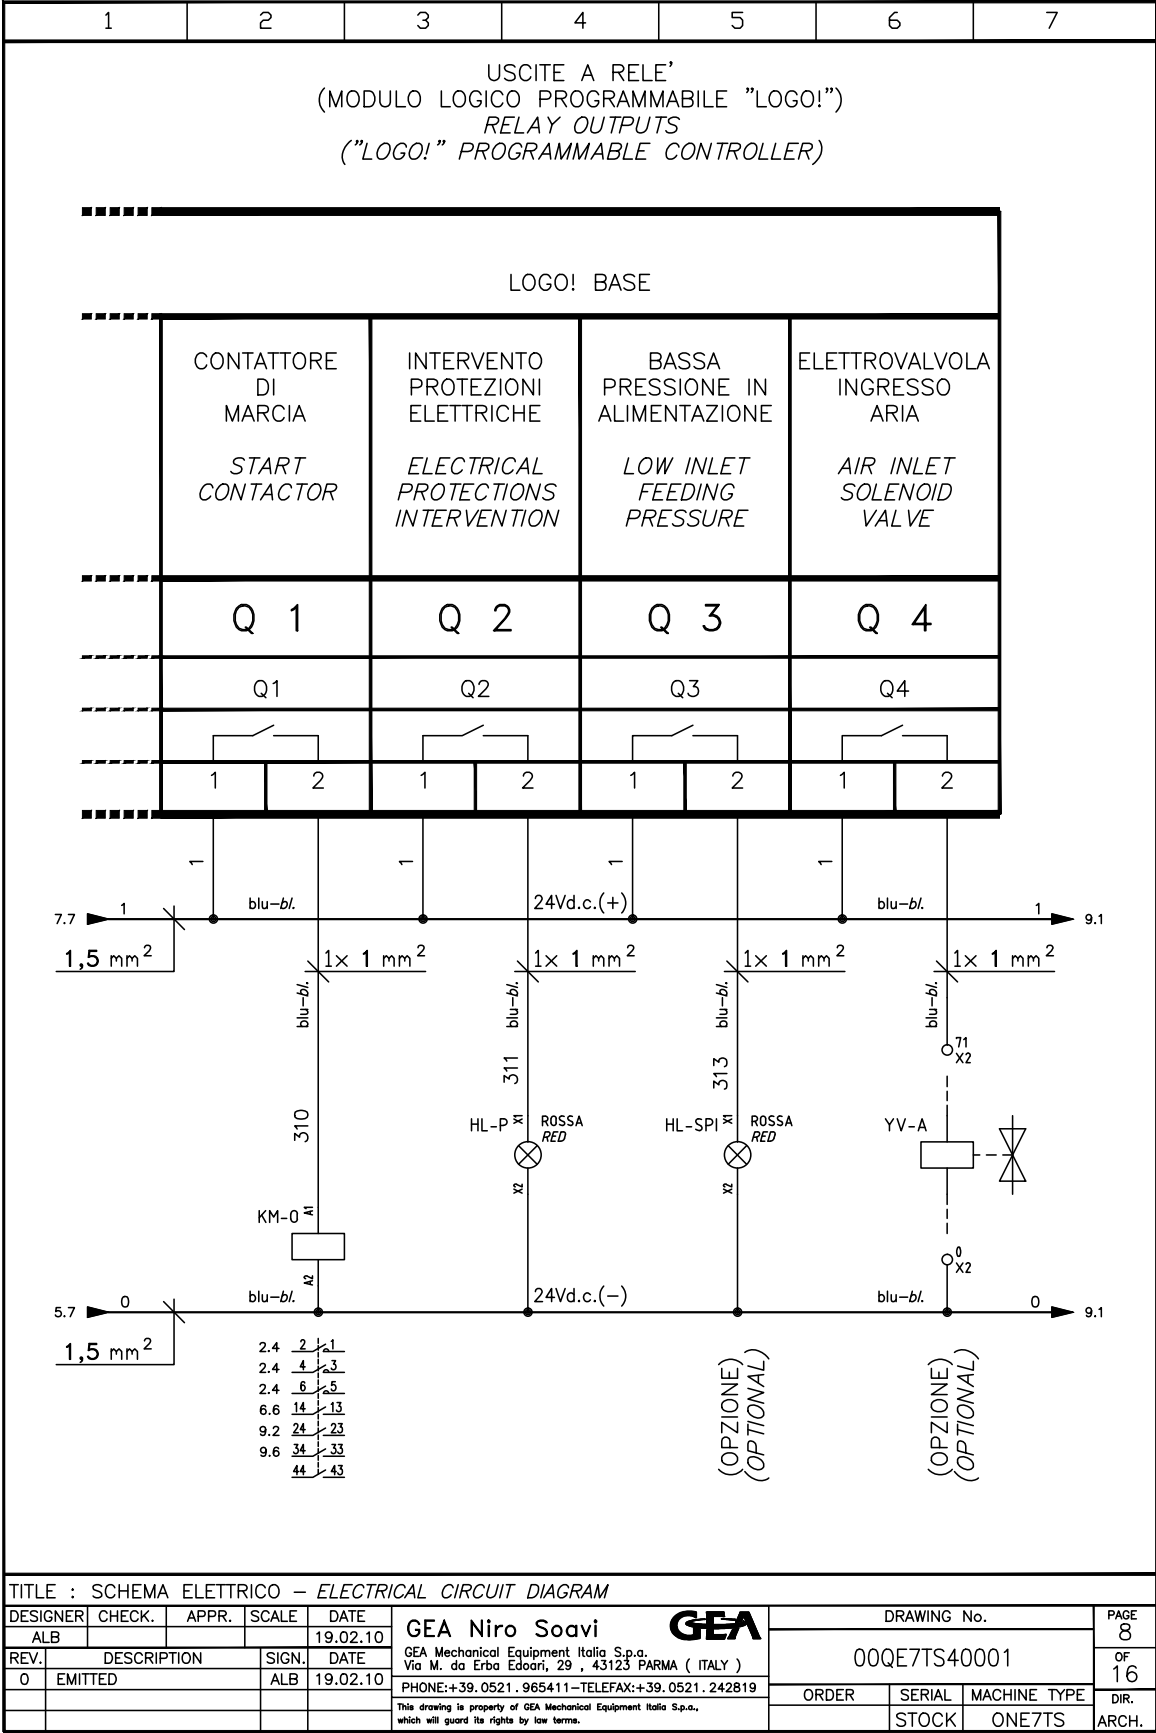 1 2 3 4 5 6 7
USCITE A RELE'
(MODULO LOGICO PROGRAMMABILE "LOGO!")
RELAY OUTPUTS
("LOGO!" PROGRAMMABLE CONTROLLER)
LOGO! BASE
CONTATTORE
DI
MARCIA
START
CONTACTOR
INTERVENTO
PROTEZIONI
ELETTRICHE
ELECTRICAL
PROTECTIONS
INTERVENTION
BASSA
PRESSIONE IN
ALIMENTAZIONE
LOW INLET
FEEDING
PRESSURE
ELETTROVALVOLA
INGRESSO
ARIA
AIR INLET
SOLENOID
VALVE
Q 1 Q 2 Q 3 Q 4
Q1 Q2 Q3 Q4
1 2 1 2 1 2 1 2
1 1 1 1
7.7 1 blu-bl. 24Vd.c.(+) blu-bl. 1 9.1
1,5 mm² 1x 1 mm² 1x 1 mm² 1x 1 mm² 1x 1 mm²
blu-bl. blu-bl. blu-bl. blu-bl.
310 311 313
71
X2
HL-P X1 ROSSA
RED
X2
HL-SPI X1 ROSSA
RED
X2
YV-A
KM-0 A1
A2
0
X2
5.7 0 blu-bl. 24Vd.c.(-) blu-bl. 0 9.1
1,5 mm²
2.4 2 1
2.4 4 3
2.4 6 5
6.6 14 13
9.2 24 23
9.6 34 33
44 43
(OPZIONE)
(OPTIONAL)
(OPZIONE)
(OPTIONAL)
TITLE : SCHEMA ELETTRICO - ELECTRICAL CIRCUIT DIAGRAM
DESIGNER CHECK. APPR. SCALE DATE
ALB 19.02.10
REV. DESCRIPTION SIGN. DATE
0 EMITTED ALB 19.02.10
GEA Niro Soavi GEA
GEA Mechanical Equipment Italia S.p.a.
Via M. da Erba Edoari, 29 , 43123 PARMA ( ITALY )
PHONE:+39.0521.965411-TELEFAX:+39.0521.242819
This drawing is property of GEA Mechanical Equipment Italia S.p.a.,
which will guard its rights by law terms.
DRAWING No.
00QE7TS40001
ORDER SERIAL MACHINE TYPE
STOCK ONE7TS
PAGE
8
OF
16
DIR.
ARCH.